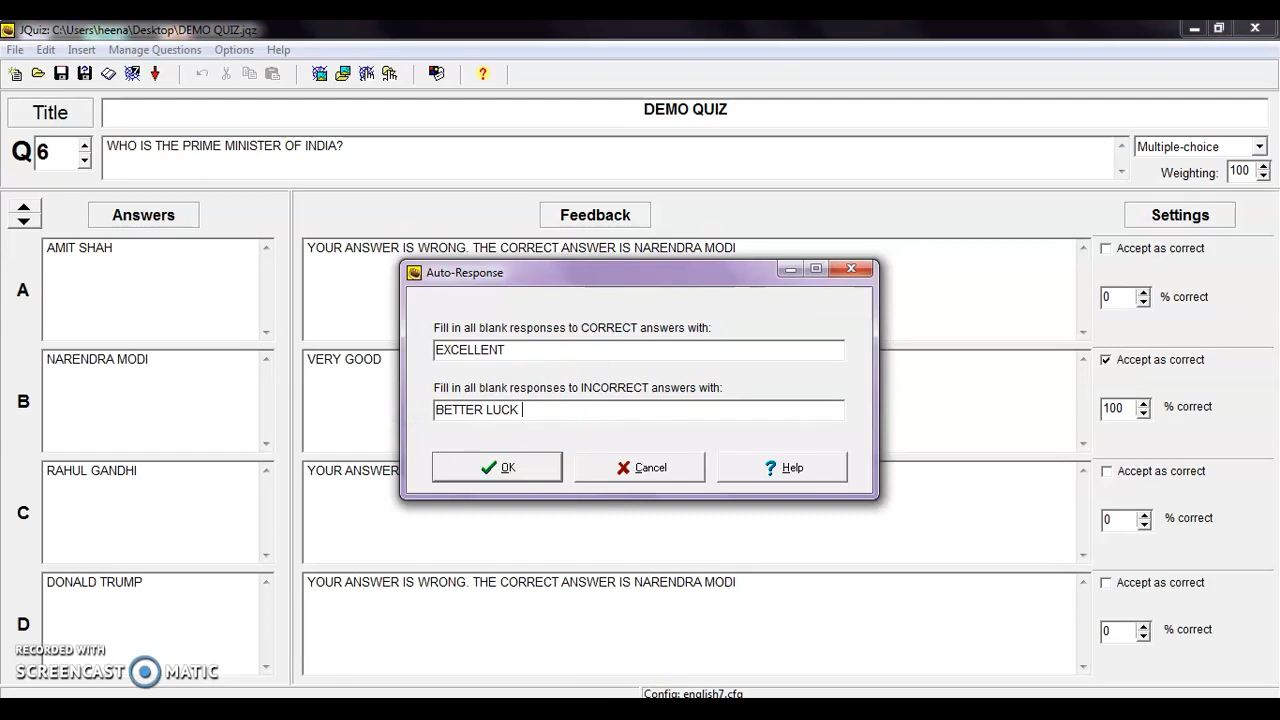 JQuiz: C:\Users\heena\Desktop\DEMO QUIZ.jqz
File Edit Insert Manage Questions Options Help
Title
DEMO QUIZ
Q 6
WHO IS THE PRIME MINISTER OF INDIA?
Multiple-choice
Weighting: 100
Answers
Feedback
Settings
A
AMIT SHAH
YOUR ANSWER IS WRONG. THE CORRECT ANSWER IS NARENDRA MODI
Accept as correct
0 % correct
Auto-Response
Fill in all blank responses to CORRECT answers with:
EXCELLENT
Fill in all blank responses to INCORRECT answers with:
BETTER LUCK
OK
Cancel
? Help
B
NARENDRA MODI
VERY GOOD
Accept as correct
100 % correct
C
RAHUL GANDHI
YOUR ANSWER
Accept as correct
0 % correct
D
DONALD TRUMP
YOUR ANSWER IS WRONG. THE CORRECT ANSWER IS NARENDRA MODI
Accept as correct
0 % correct
RECORDED WITH
SCREENCAST MATIC
Config: english7.cfg